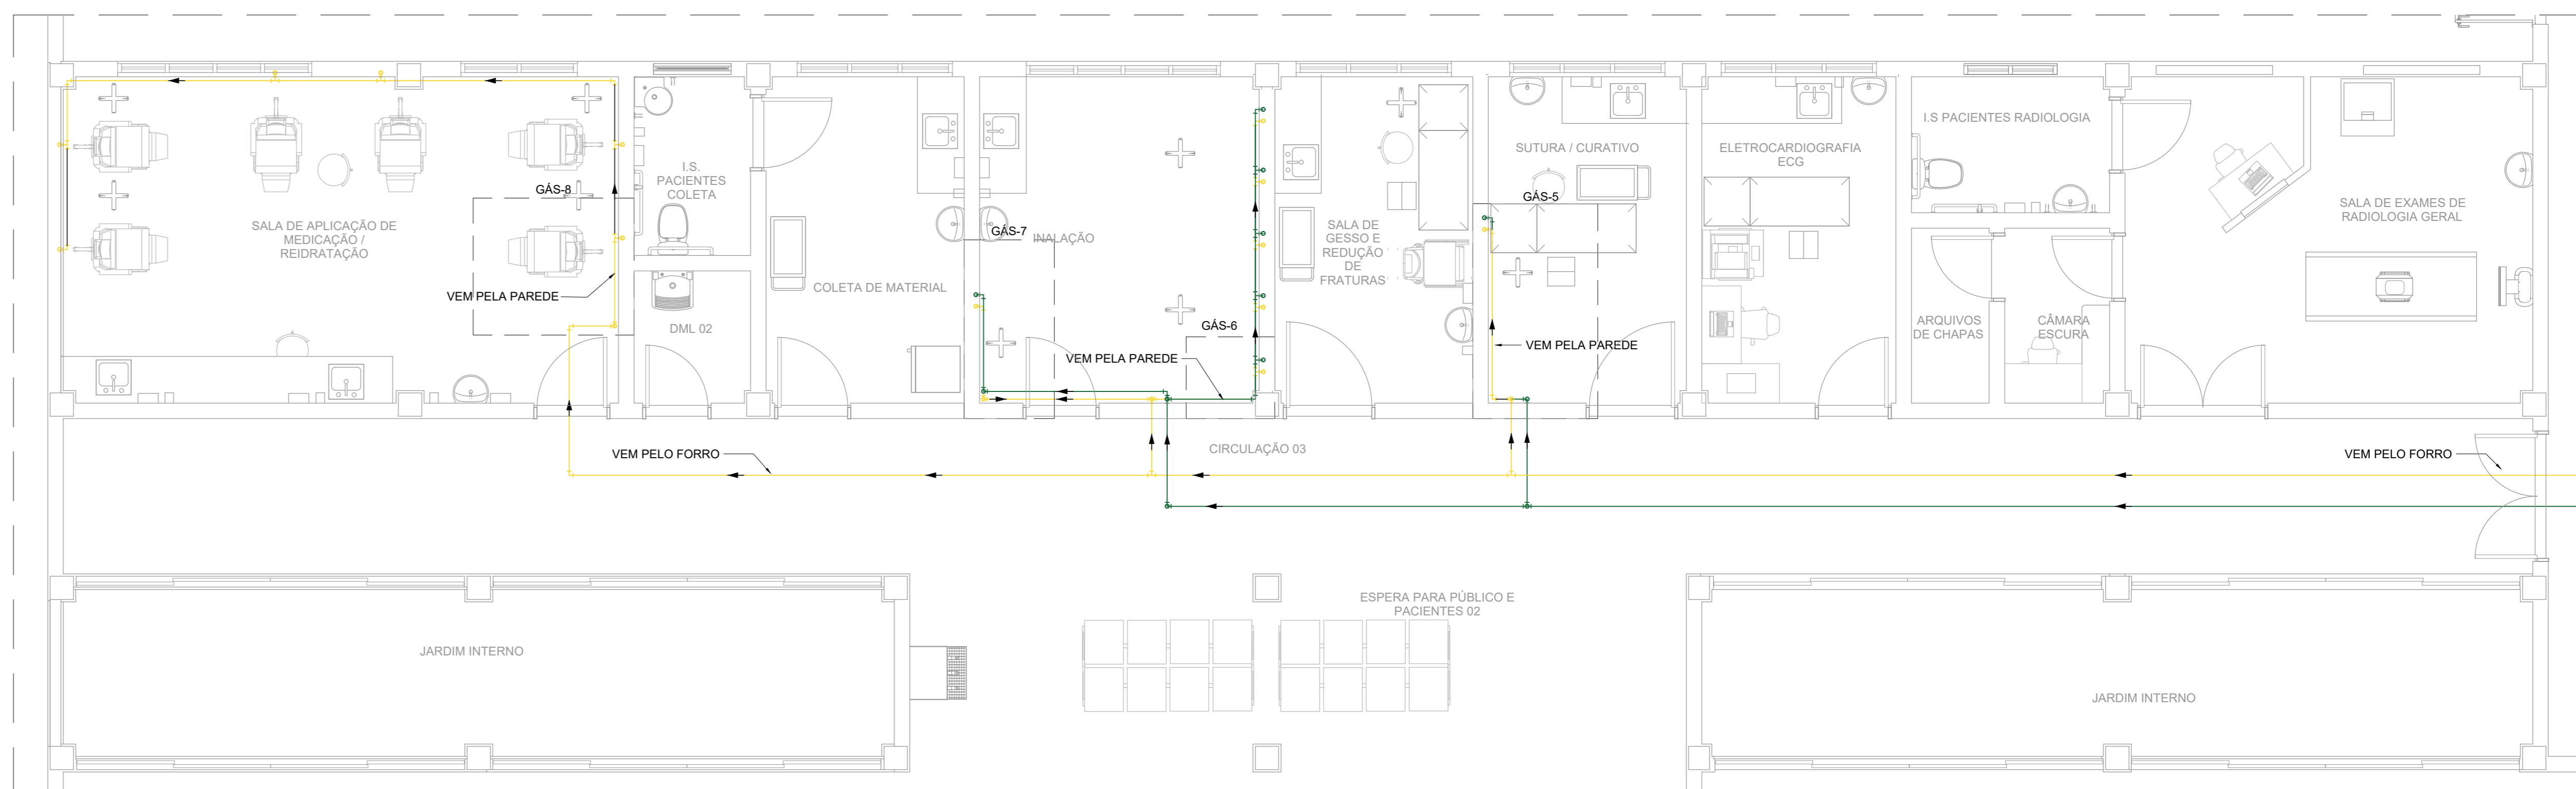 I.S PACIENTES RADIOLOGIA
SUTURA / CURATIVO
ELETROCARDIOGRAFIA
ECG
I.S.
PACIENTES
COLETA
GÁS-8
GÁS-5
SALA DE EXAMES DE
RADIOLOGIA GERAL
SALA DE APLICAÇÃO DE
MEDICAÇÃO /
REIDRATAÇÃO
GÁS-7
INALAÇÃO
SALA DE
GESSO E
REDUÇÃO
DE
FRATURAS
VEM PELA PAREDE
COLETA DE MATERIAL
DML 02
GÁS-6
ARQUIVOS
DE CHAPAS
CÂMARA
ESCURA
VEM PELA PAREDE
VEM PELA PAREDE
CIRCULAÇÃO 03
VEM PELO FORRO
VEM PELO FORRO
ESPERA PARA PÚBLICO E
PACIENTES 02
JARDIM INTERNO
JARDIM INTERNO